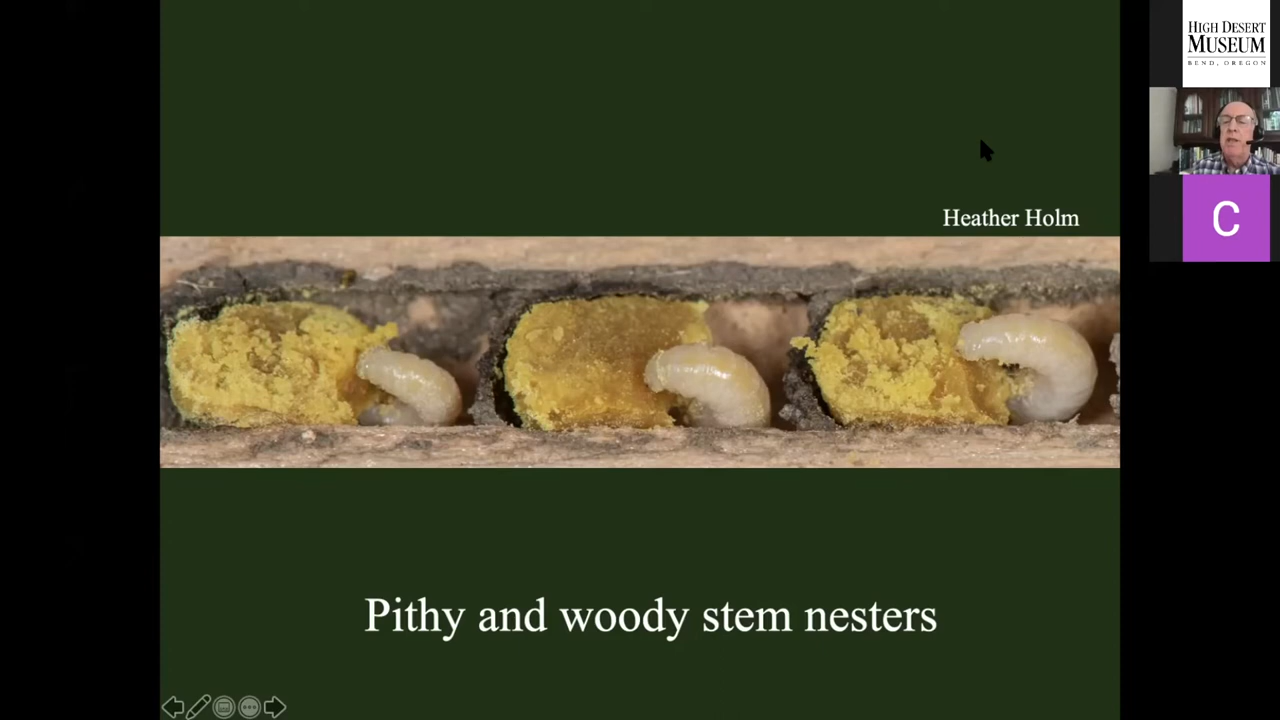 HIGH DESERT
MUSEUM
BEND, OREGON
C
Heather Holm
Pithy and woody stem nesters